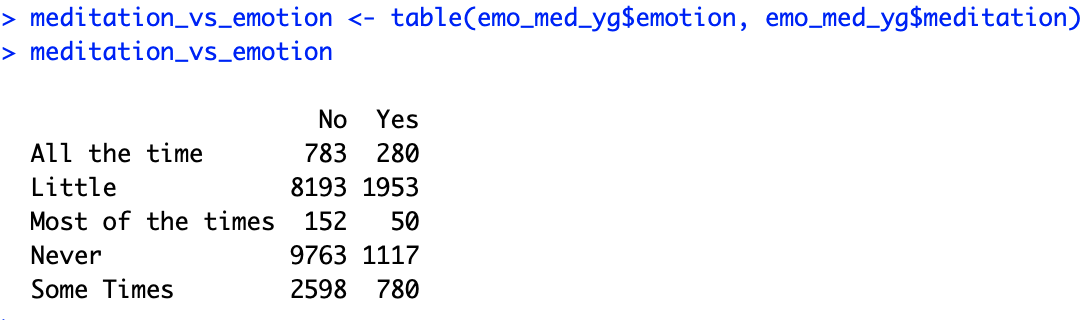 > meditation_vs_emotion <- table(emo_med_yg$emotion, emo_med_yg$meditation)
> meditation_vs_emotion
No Yes
All the time 783 280
Little 8193 1953
Most of the times 152 50
Never 9763 1117
Some Times 2598 780